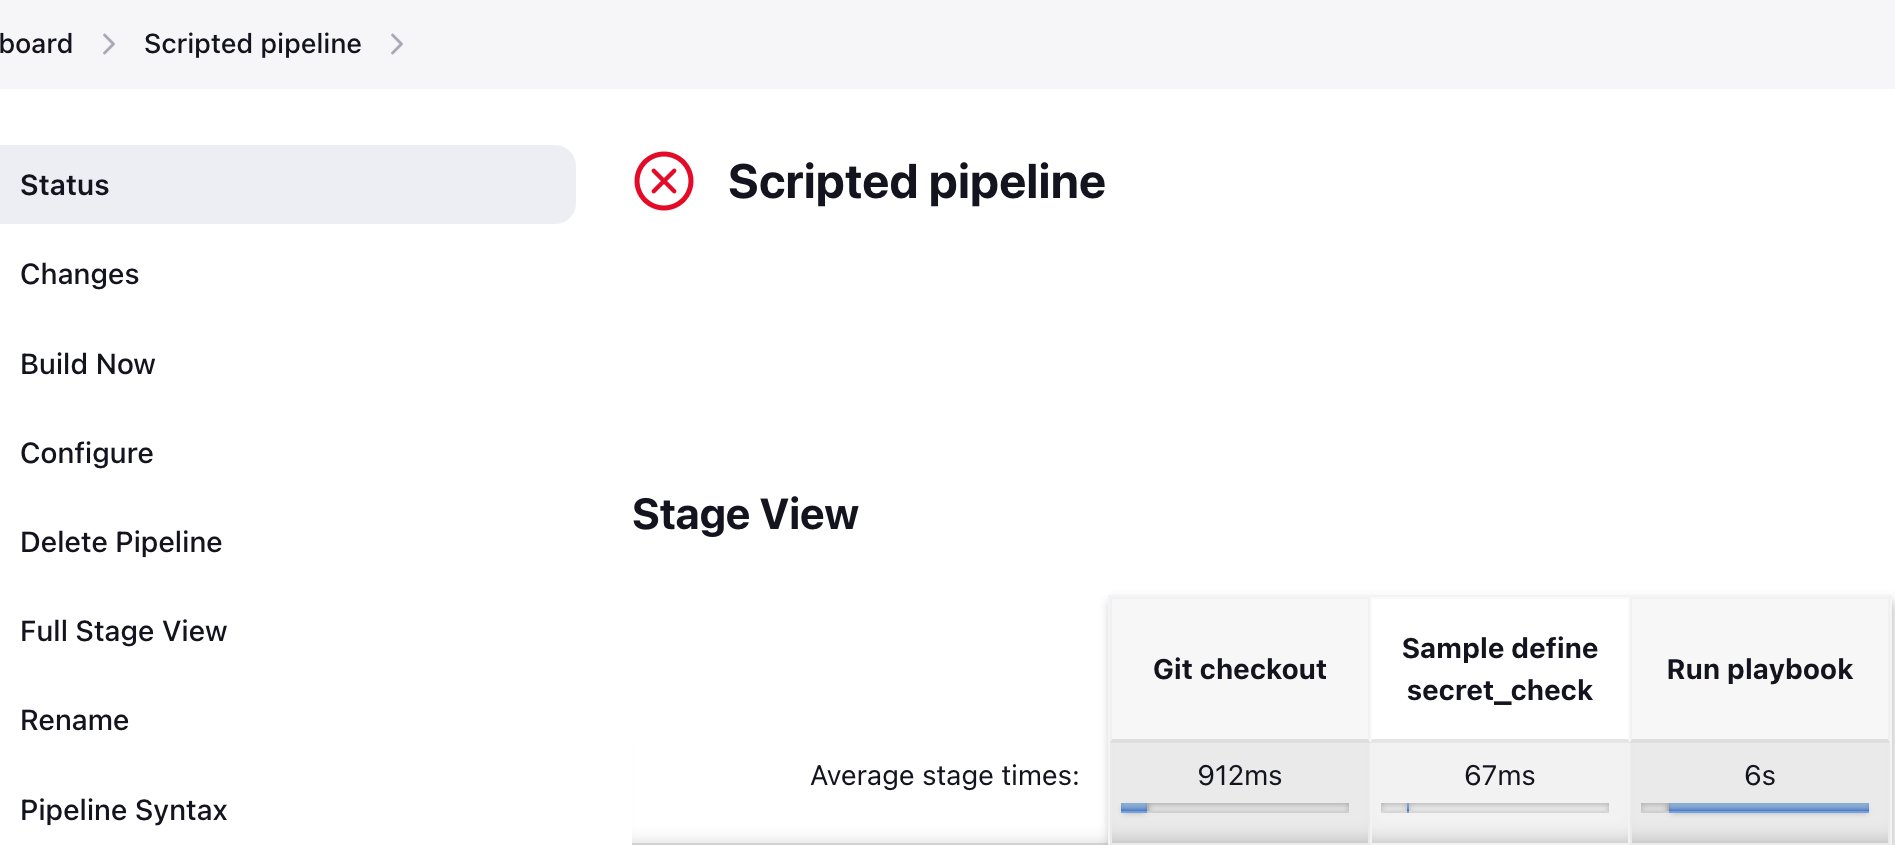 board
Scripted pipeline
Status
Changes
Build Now
Configure
Delete Pipeline
Full Stage View
Rename
Pipeline Syntax
Scripted pipeline
Stage View
Git checkout
Sample define
secret_check
Run playbook
Average stage times:
912ms
67ms
6s